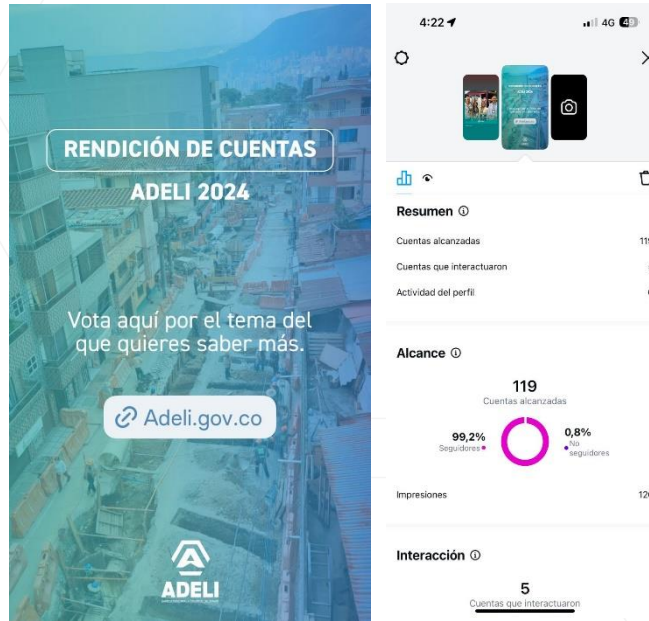 RENDICIÓN DE CUENTAS
ADELI 2024
Vota aquí por el tema del
que quieres saber más.
Adeli.gov.co
ADELI
4:22
4G 49
Resumen
Cuentas alcanzadas
Cuentas que interactuaron
Actividad del perfil
Alcance
119
Cuentas alcanzadas
99,2%
Seguidores
0,8%
No
seguidores
Impresiones
Interacción
5
Cuentas que interactuaron